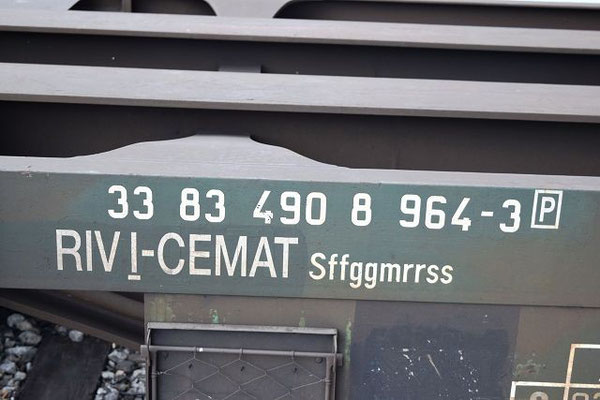 33 83 490 8 964-3 P
RIV I-CEMAT Sffggmrrss